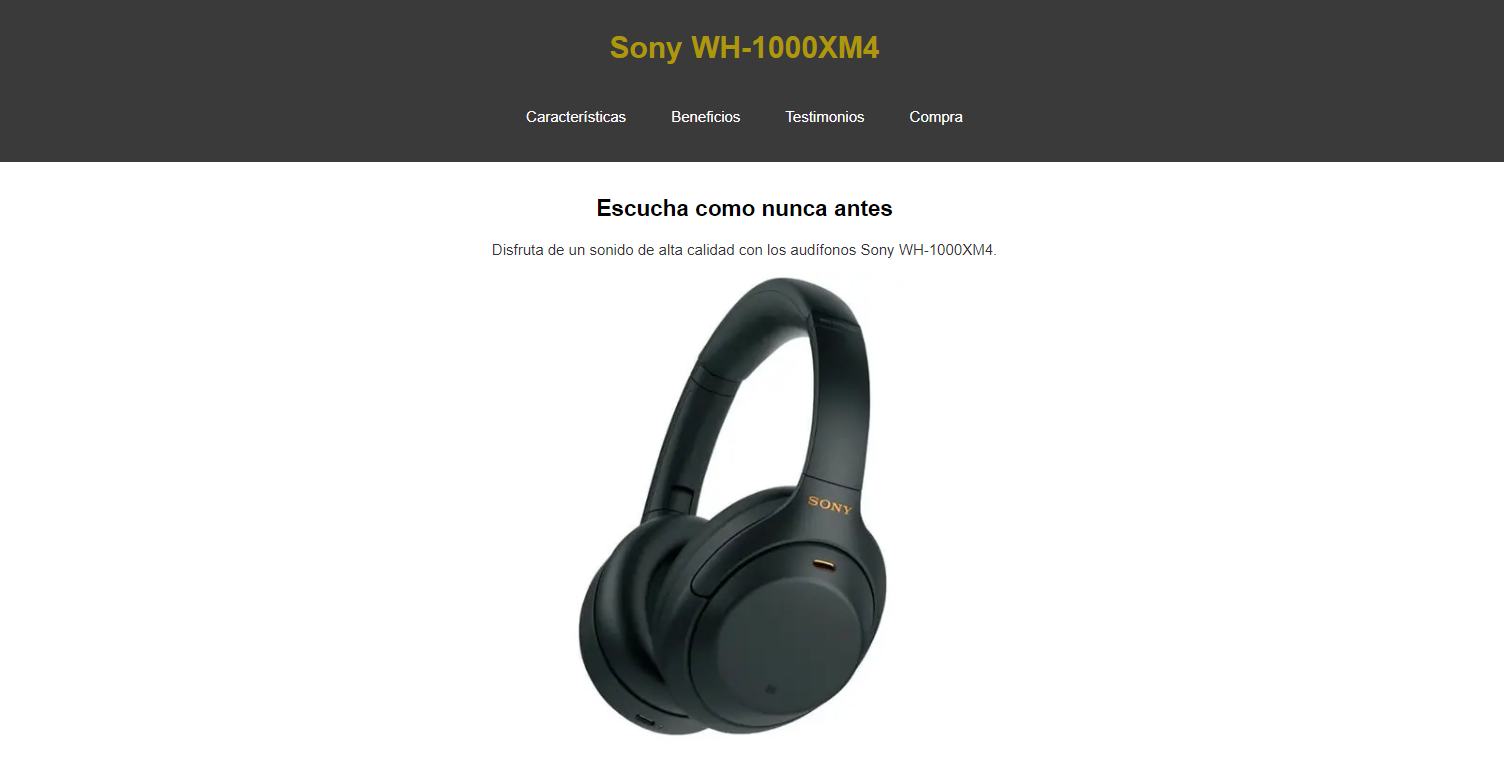 Sony WH-1000XM4
Características Beneficios Testimonios Compra
Escucha como nunca antes
Disfruta de un sonido de alta calidad con los audífonos Sony WH-1000XM4.
SONY